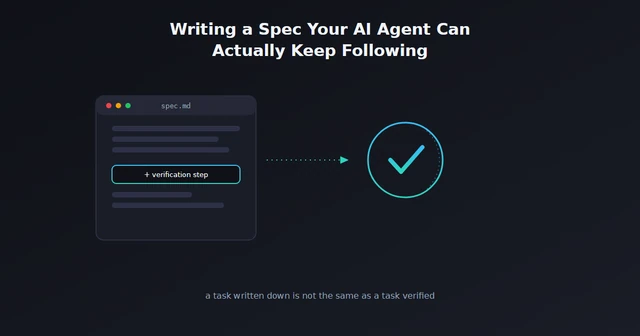 Writing a Spec Your AI Agent Can
Actually Keep Following
spec.md
+ verification step
a task written down is not the same as a task verified